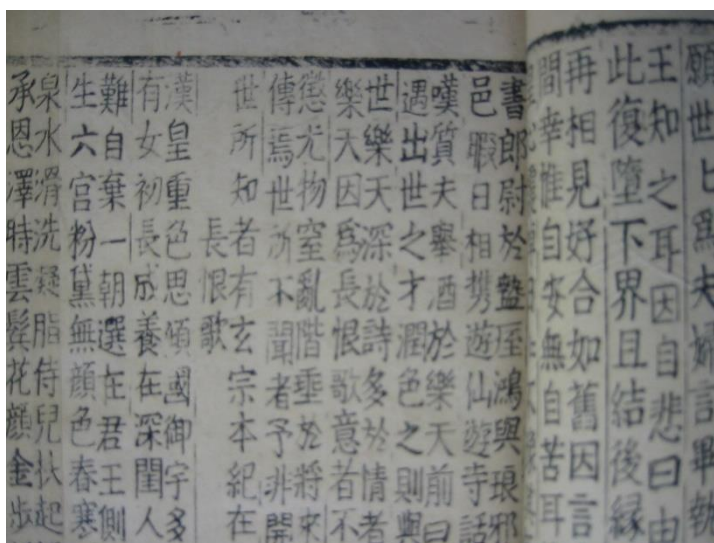 願世匕爲夫婦言畢執
王知之耳因自悲曰由
此復墮下界且結後縁
再相見好合如舊因言
間幸惟自安無自苦耳
書郎尉於盩厔鴻與琅邪
邑暇日相携遊仙遊寺話
嘆質夫舉酒於樂天前曰
遇出世之才潤色之則與
世樂天深於詩多於情者
樂天因爲長恨歌意者不
懲尤物窒亂階垂於將來
傳焉世所不聞者予非開
世所知者有玄宗本紀在
長恨歌
漢皇重色思傾國御宇多
有女初長成養在深閨人
難自棄一朝選在君王側
生六宮粉黛無顔色春寒
泉水滑洗凝脂侍兒扶起
承恩澤時雲鬢花顔金步